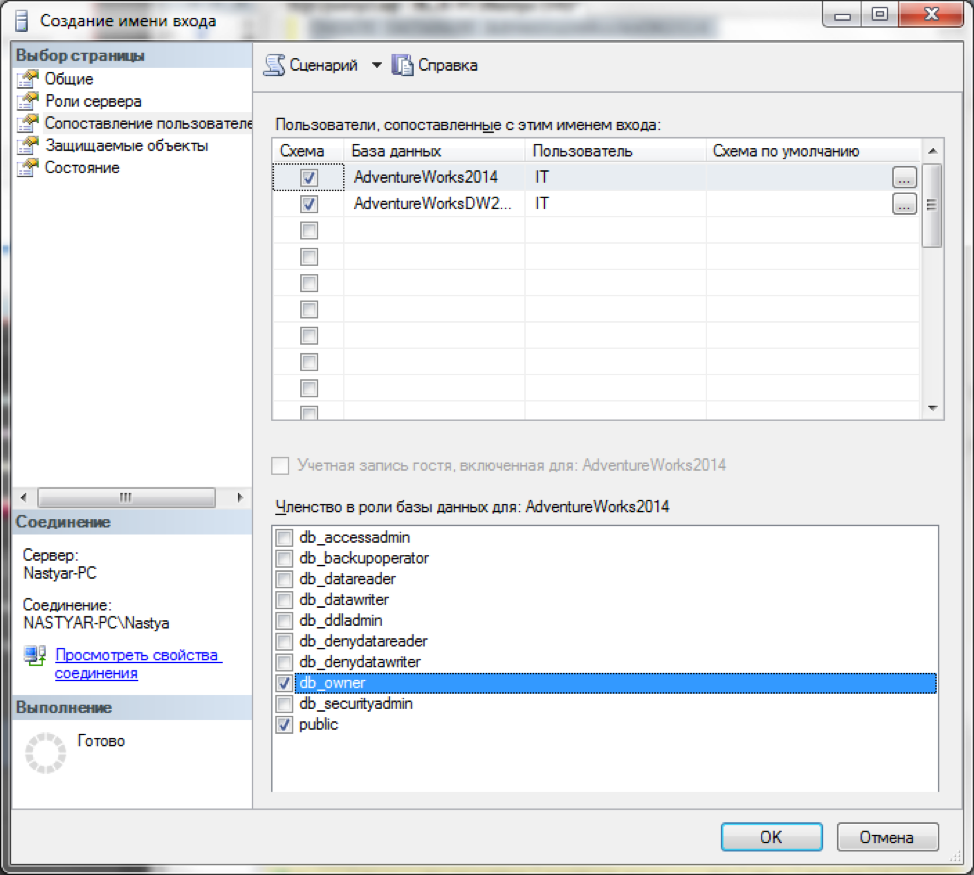 Создание имени входа
Выбор страницы
Общие
Роли сервера
Сопоставление пользователе
Защищаемые объекты
Состояние
Сценарий
Справка
Пользователи, сопоставленные с этим именем входа:
Схема База данных Пользователь Схема по умолчанию
AdventureWorks2014 IT ...
AdventureWorksDW2... IT ...
Учетная запись гостя, включенная для: AdventureWorks2014
Членство в роли базы данных для: AdventureWorks2014
db_accessadmin
db_backupoperator
db_datareader
db_datawriter
db_ddladmin
db_denydatareader
db_denydatawriter
db_owner
db_securityadmin
public
Соединение
Сервер:
Nastyar-PC
Соединение:
NASTYAR-PC\Nastya
Просмотреть свойства
соединения
Выполнение
Готово
OK
Отмена